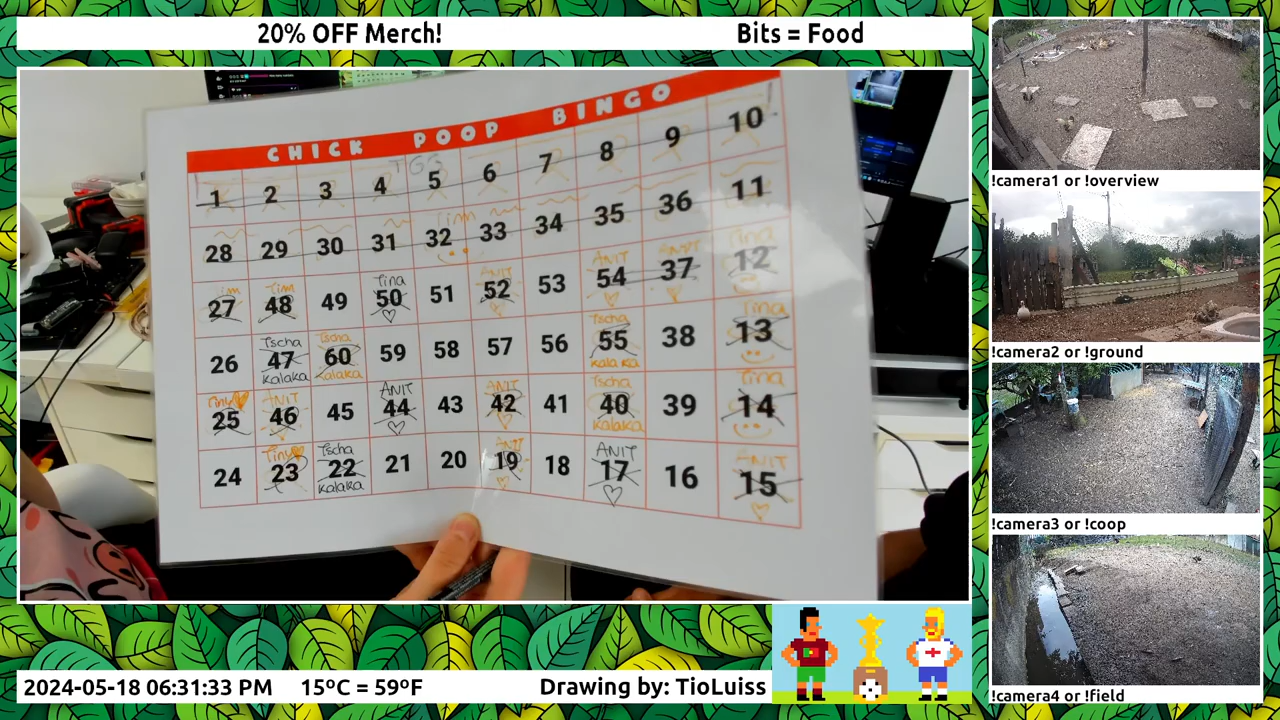 20% OFF Merch!
Bits = Food
CHICK POOP BINGO
1 2 3 4 5 6 7 8 9 10
28 29 30 31 32 33 34 35 36 11
27 48 49 50 51 52 53 54 37 12
26 47 60 59 58 57 56 55 38 13
25 46 45 44 43 42 41 40 39 14
24 23 22 21 20 19 18 17 16 15
TGG
Tim
Tim Tina ANIT ANIT ANIT Tina
Tscha Kalaka Tscha Kalaka Tscha Kalaka Tina
Tiny ANIT ANIT ANIT Tscha Kalaka Tina
Tiny Tscha Kalaka ANIT ANIT ANIT
!camera1 or !overview
!camera2 or !ground
!camera3 or !coop
!camera4 or !field
2024-05-18 06:31:33 PM
15ºC = 59ºF
Drawing by: TioLuiss